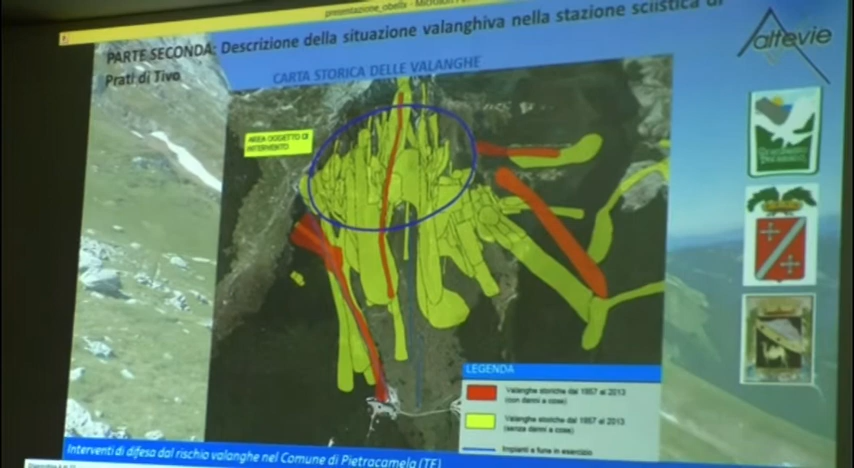 presentazione_obelix - Microsoft
PARTE SECONDA: Descrizione della situazione valanghiva nella stazione sciistica di
Prati di Tivo
altevie
CARTA STORICA DELLE VALANGHE
AREA OGGETTO DI
INTERVENTO
LEGENDA
Valanghe storiche dal 1957 al 2013
(con danni a cose)
Valanghe storiche dal 1957 al 2013
(senza danni a cose)
Impianti a fune in esercizio
Interventi di difesa dal rischio valanghe nel Comune di Pietracamela (TE)